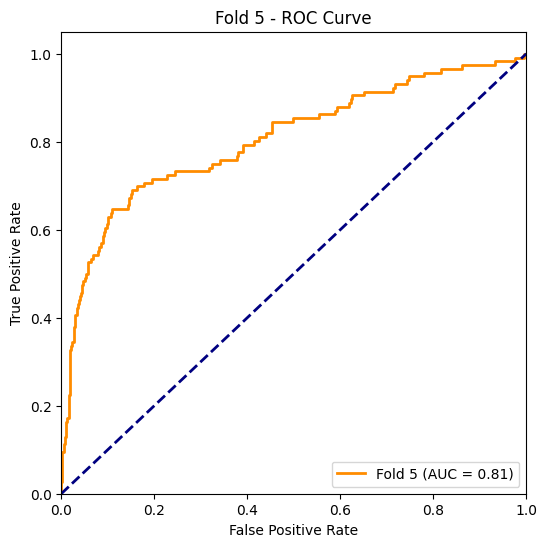 Fold 5 - ROC Curve
True Positive Rate
1.0
0.8
0.6
0.4
0.2
0.0
Fold 5 (AUC = 0.81)
0.0 0.2 0.4 0.6 0.8 1.0
False Positive Rate